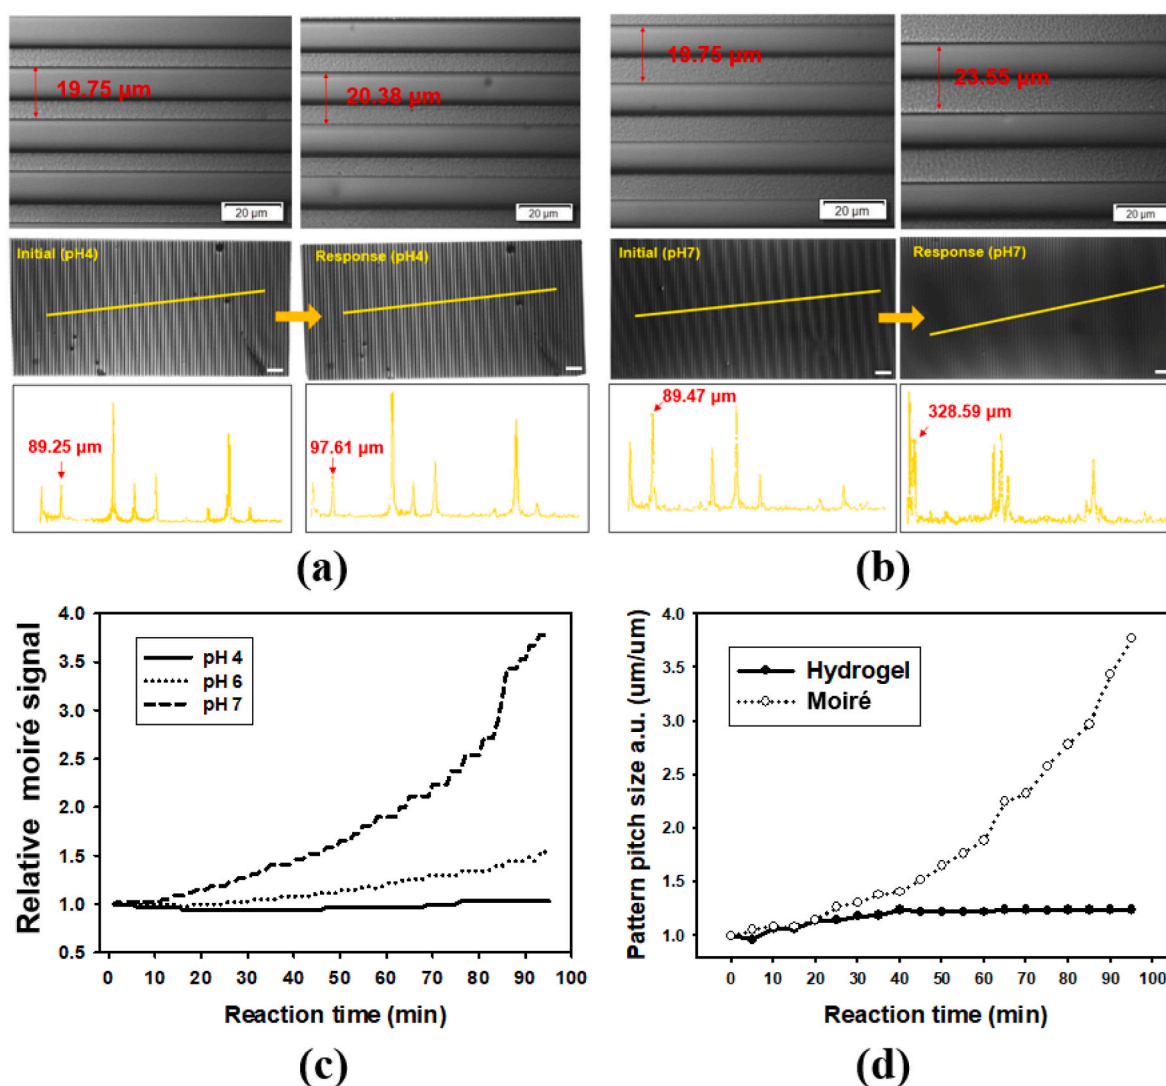 19.75 µm
20.38 µm
20 µm
20 µm
Initial (pH4)
Response (pH4)
89.25 µm
97.61 µm
(a)
19.75 µm
23.55 µm
20 µm
20 µm
Initial (pH7)
Response (pH7)
89.47 µm
328.59 µm
(b)
Relative moiré signal
4.0
3.5
3.0
2.5
2.0
1.5
1.0
0.5
pH 4
pH 6
pH 7
0 10 20 30 40 50 60 70 80 90 100
Reaction time (min)
(c)
Pattern pitch size a.u. (um/um)
4.0
3.5
3.0
2.5
2.0
1.5
1.0
Hydrogel
Moiré
0 10 20 30 40 50 60 70 80 90 100
Reaction time (min)
(d)